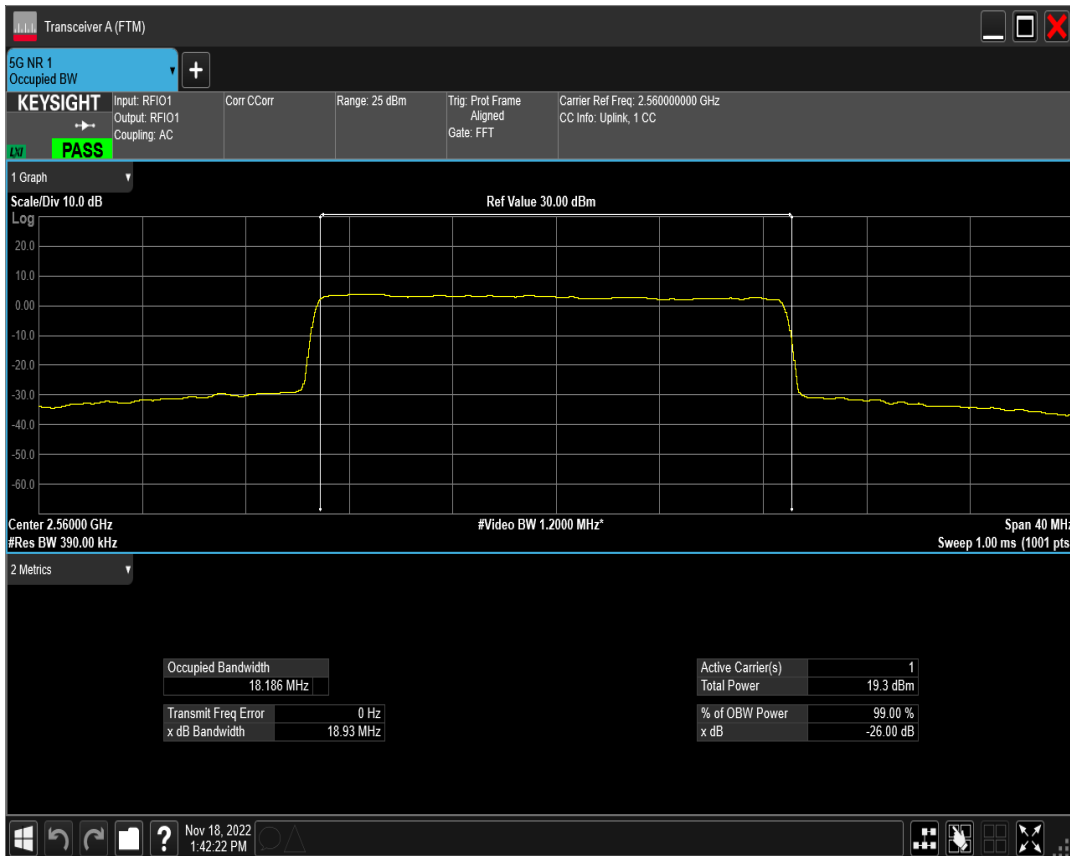 Transceiver A (FTM)
5G NR 1
Occupied BW
+
KEYSIGHT
LXI
PASS
Input: RFIO1
Output: RFIO1
Coupling: AC
Corr CCorr
Range: 25 dBm
Trig: Prot Frame
Aligned
Gate: FFT
Carrier Ref Freq: 2.560000000 GHz
CC Info: Uplink, 1 CC
1 Graph
Scale/Div 10.0 dB
Ref Value 30.00 dBm
Log
20.0
10.0
0.00
-10.0
-20.0
-30.0
-40.0
-50.0
-60.0
Center 2.56000 GHz
#Video BW 1.2000 MHz*
Span 40 MHz
#Res BW 390.00 kHz
Sweep 1.00 ms (1001 pts
2 Metrics
Occupied Bandwidth
18.186 MHz
Transmit Freq Error 0 Hz
x dB Bandwidth 18.93 MHz
Active Carrier(s) 1
Total Power 19.3 dBm
% of OBW Power 99.00 %
x dB -26.00 dB
?
Nov 18, 2022
1:42:22 PM